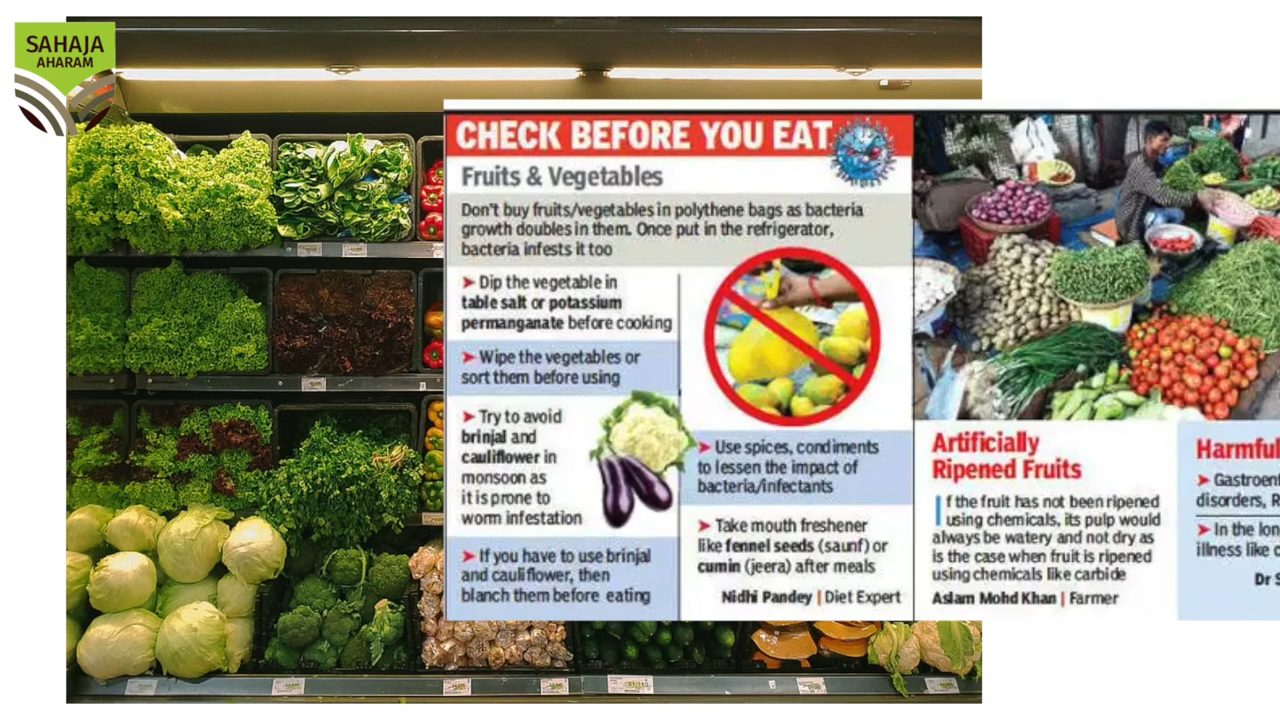 SAHAJA
AHARAM
CHECK BEFORE YOU EAT
Fruits & Vegetables
Don't buy fruits/vegetables in polythene bags as bacteria
growth doubles in them. Once put in the refrigerator,
bacteria infests it too
➤ Dip the vegetable in
table salt or potassium
permanganate before cooking
➤ Wipe the vegetables or
sort them before using
➤ Try to avoid
brinjal and
cauliflower in
monsoon as
it is prone to
worm infestation
➤ If you have to use brinjal
and cauliflower, then
blanch them before eating
➤ Use spices, condiments
to lessen the impact of
bacteria/infectants
➤ Take mouth freshener
like fennel seeds (saunf) or
cumin (jeera) after meals
Nidhi Pandey | Diet Expert
Artificially
Ripened Fruits
If the fruit has not been ripened
using chemicals, its pulp would
always be watery and not dry as
is the case when fruit is ripened
using chemicals like carbide
Aslam Mohd Khan | Farmer
Harmful
➤ Gastroent
disorders, R
➤ In the lon
illness like c
Dr S